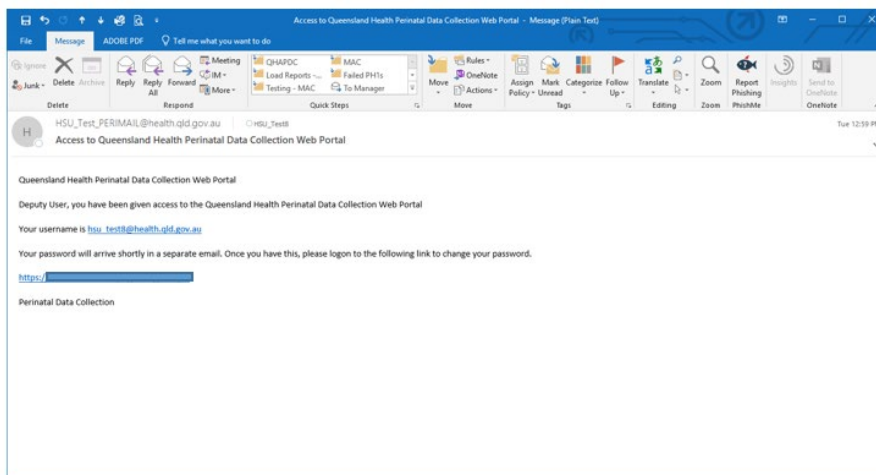 Access to Queensland Health Perinatal Data Collection Web Portal - Message (Plain Text)
File Message ADOBE PDF Tell me what you want to do
Ignore
Junk
Delete
Archive
Reply
Reply All
Forward
Meeting
IM
More
QHAPDC
Load Reports -...
Testing - MAC
MAC
Failed PH1s
To Manager
Move
Rules
OneNote
Actions
Assign Policy
Mark Unread
Categorize
Follow Up
Translate
Zoom
Report Phishing
Insights
Send to OneNote
Delete Respond Quick Steps Move Tags Editing Zoom PhishMe OneNote
H
HSU_Test_PERIMAIL@health.qld.gov.au HSU_Test8
Tue 12:59 PM
Access to Queensland Health Perinatal Data Collection Web Portal
Queensland Health Perinatal Data Collection Web Portal
Deputy User, you have been given access to the Queensland Health Perinatal Data Collection Web Portal
Your username is hsu_test8@health.qld.gov.au
Your password will arrive shortly in a separate email. Once you have this, please logon to the following link to change your password.
https:/
Perinatal Data Collection